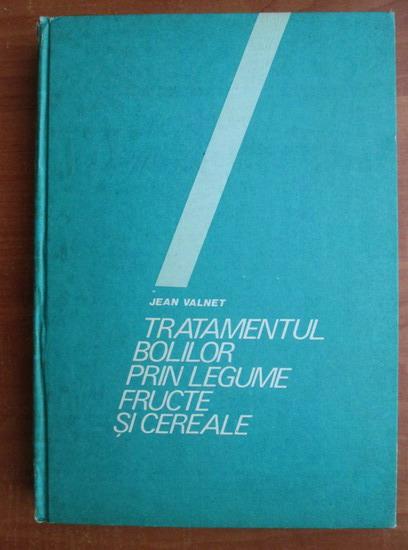 JEAN VALNET
TRATAMENTUL
BOLILOR
PRIN LEGUME
FRUCTE
ȘI CEREALE